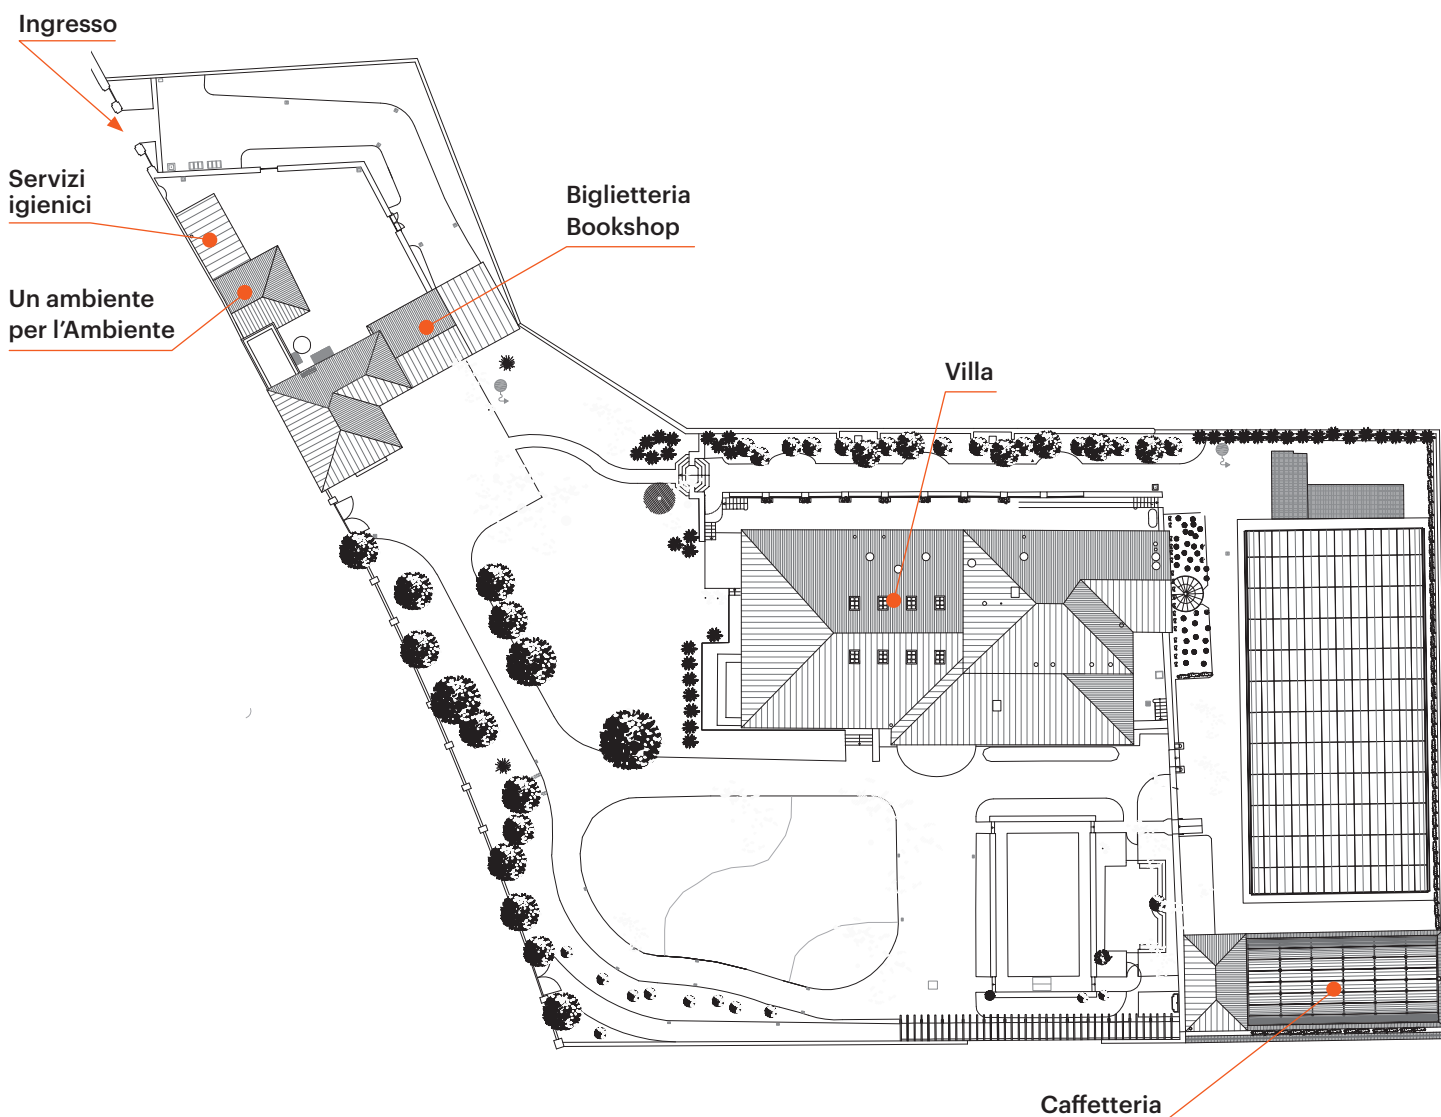 Ingresso
Servizi
igienici
Biglietteria
Bookshop
Un ambiente
per l’Ambiente
Villa
Caffetteria